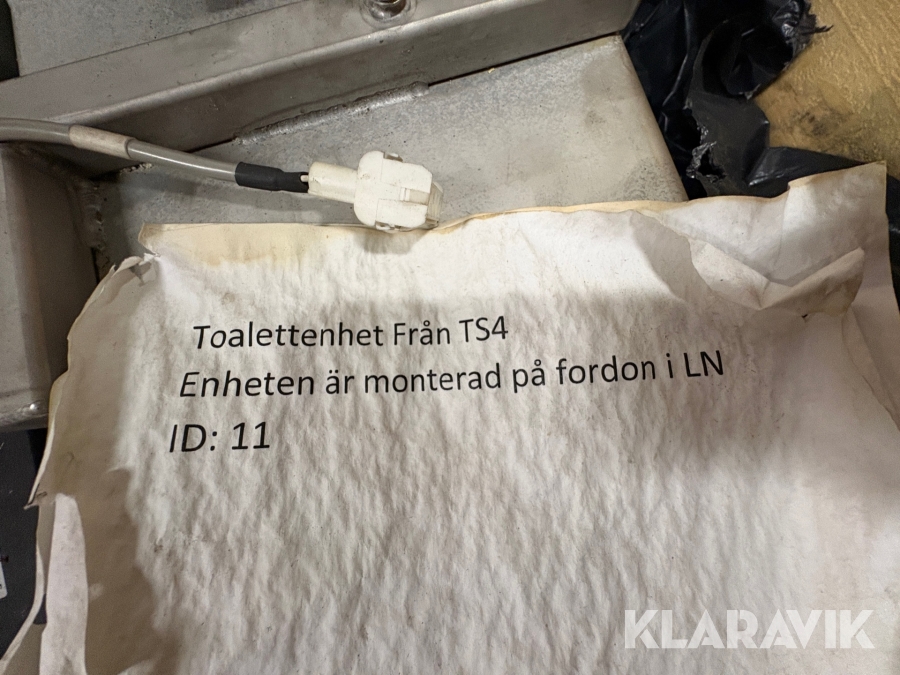 Toalettenhet Från TS4
Enheten är monterad på fordon i LN
ID: 11
KLARAVIK